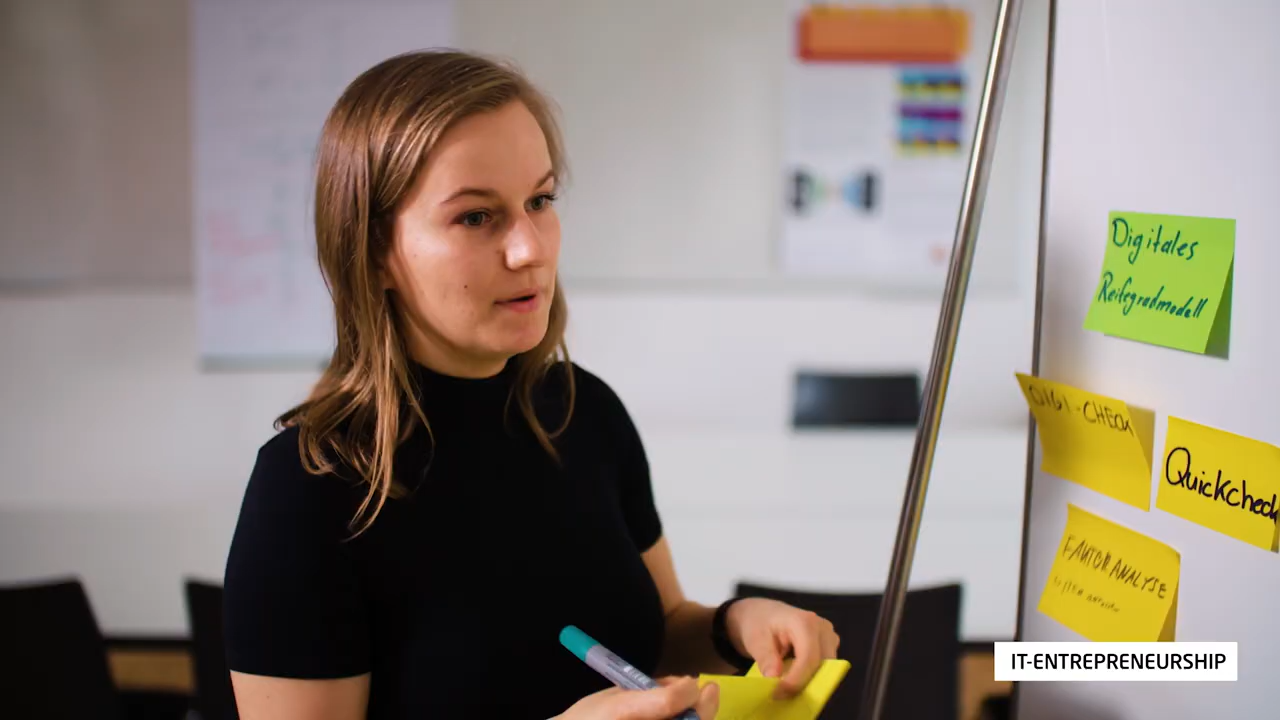 Digitales
Reifegradmodell
DIGI-CHECK
Quickcheck
FAKTORANALYSE
IT-ENTREPRENEURSHIP